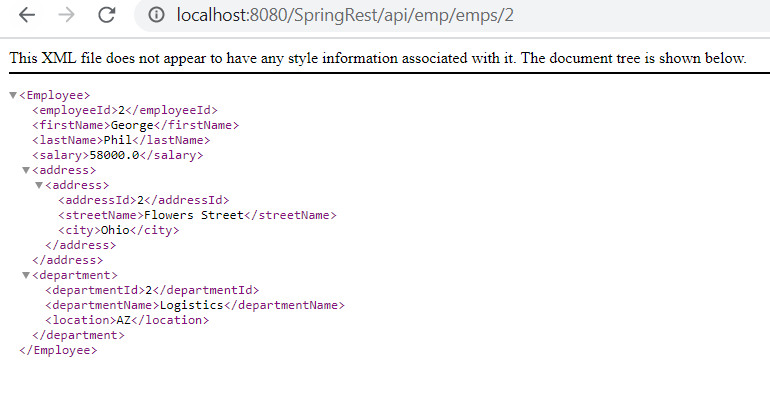 localhost:8080/SpringRest/api/emp/emps/2
This XML file does not appear to have any style information associated with it. The document tree is shown below.
▼<Employee>
<employeeId>2</employeeId>
<firstName>George</firstName>
<lastName>Phil</lastName>
<salary>58000.0</salary>
▼<address>
▼<address>
<addressId>2</addressId>
<streetName>Flowers Street</streetName>
<city>Ohio</city>
</address>
</address>
▼<department>
<departmentId>2</departmentId>
<departmentName>Logistics</departmentName>
<location>AZ</location>
</department>
</Employee>